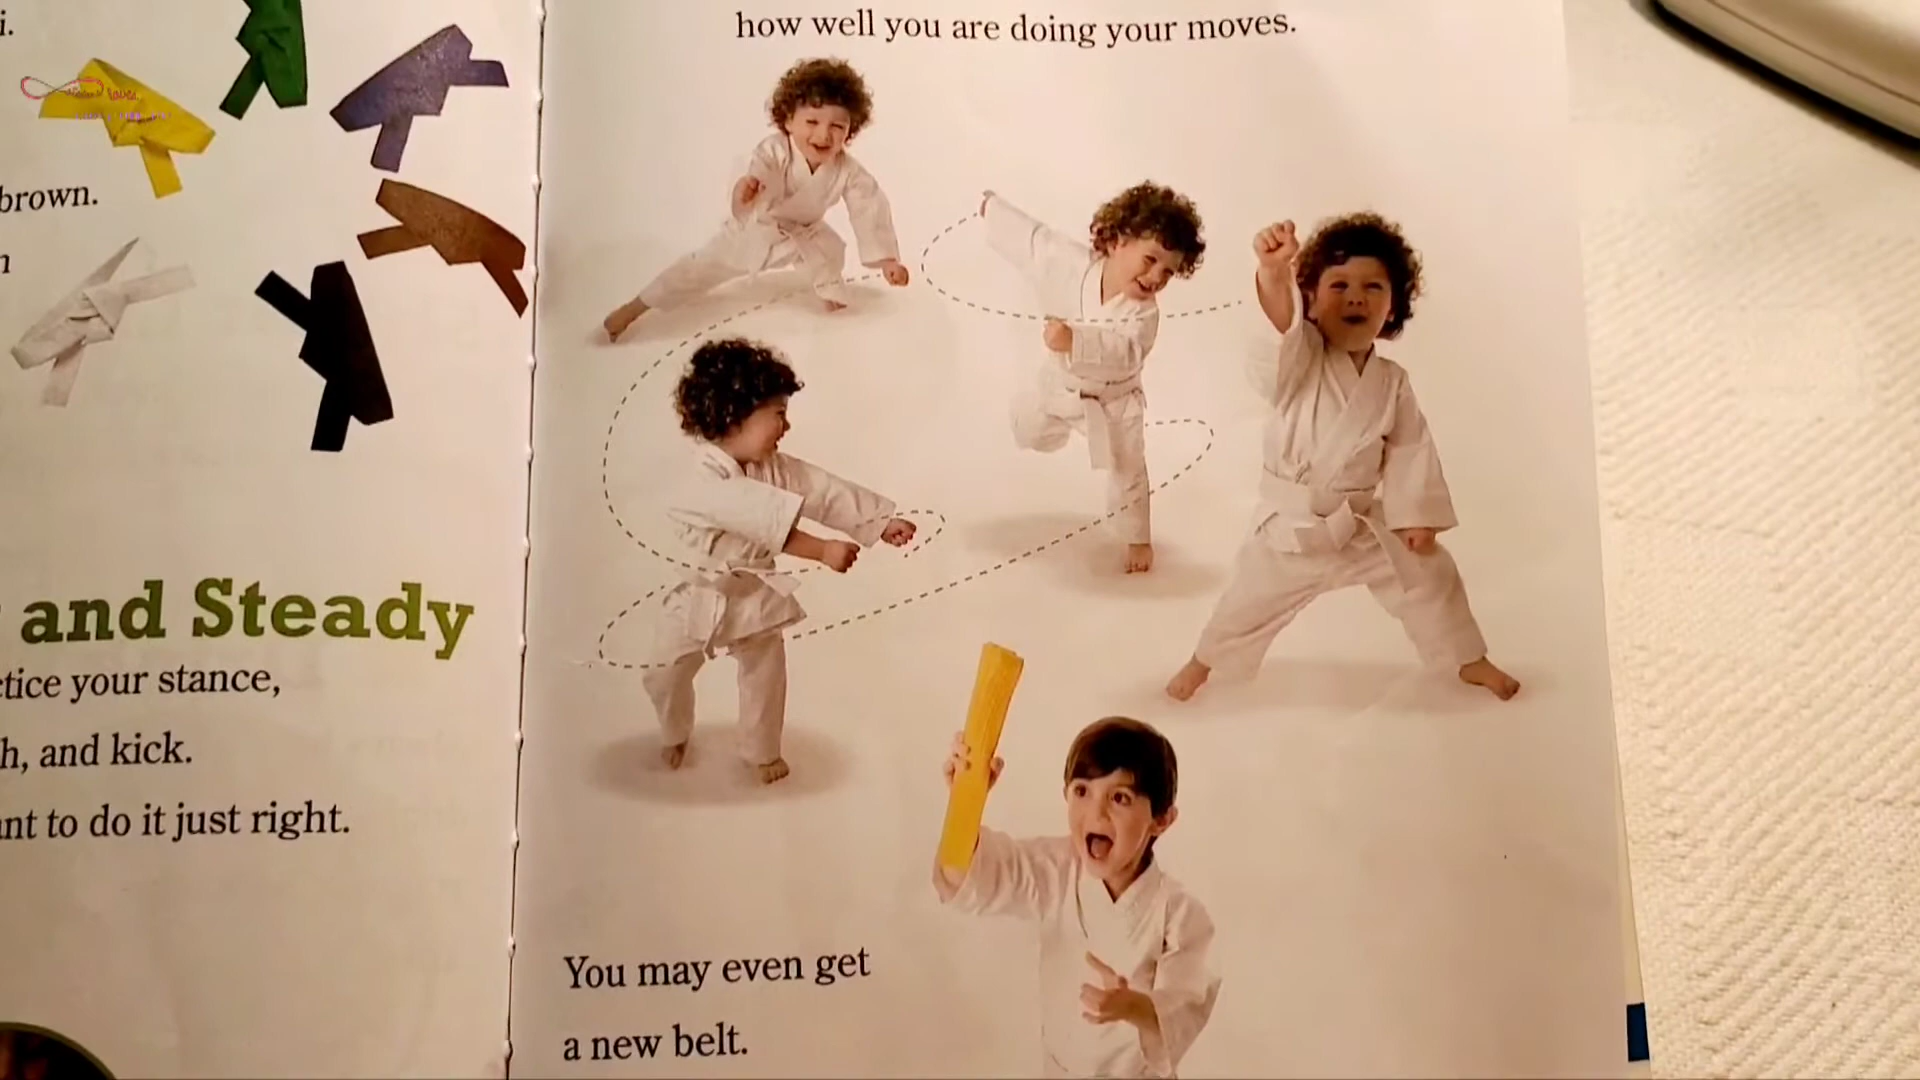 i.
brown.
and Steady
tice your stance,
h, and kick.
nt to do it just right.
how well you are doing your moves.
You may even get
a new belt.